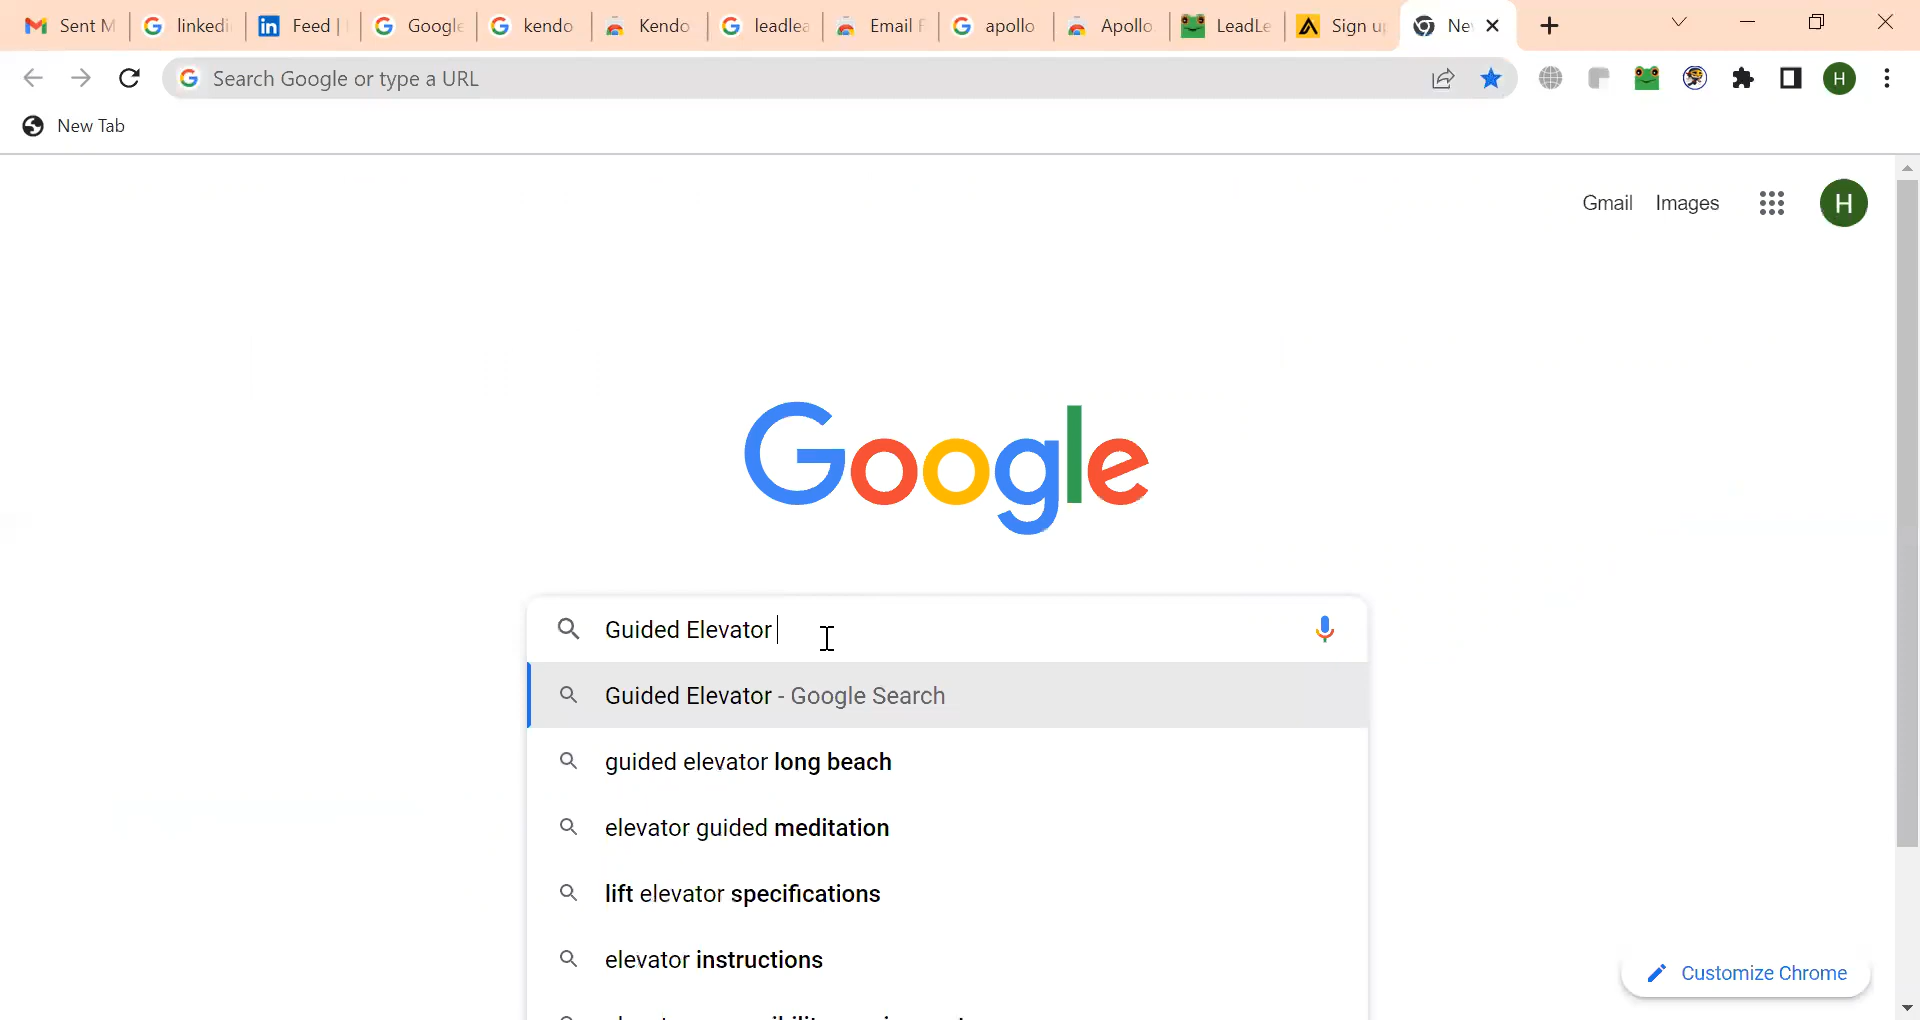 Sent M
linkedi
Feed |
Google
kendo
Kendo
leadlea
Email F
apollo
Apollo
LeadLe
Sign up
Ne
Search Google or type a URL
H
New Tab
Gmail Images
H
Google
Guided Elevator
Guided Elevator - Google Search
guided elevator long beach
elevator guided meditation
lift elevator specifications
elevator instructions
Customize Chrome